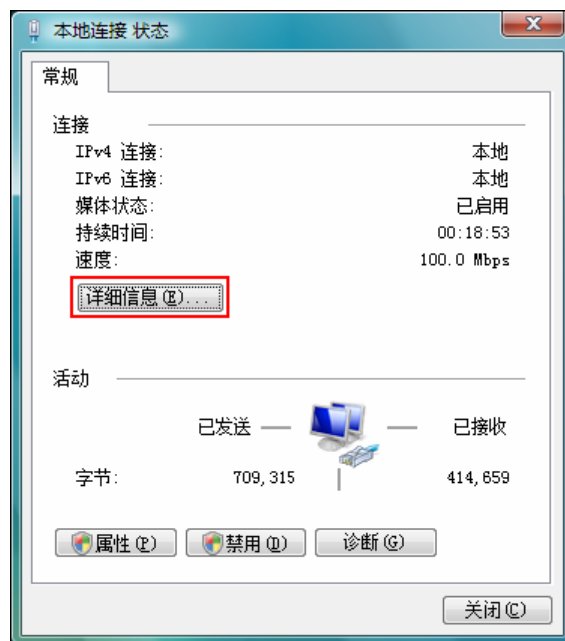 本地连接 状态
常规
连接
IPv4 连接: 本地
IPv6 连接: 本地
媒体状态: 已启用
持续时间: 00:18:53
速度: 100.0 Mbps
详细信息(E)...
活动
已发送 — — 已接收
字节: 709,315 | 414,659
属性(P) 禁用(D) 诊断(G)
关闭(C)